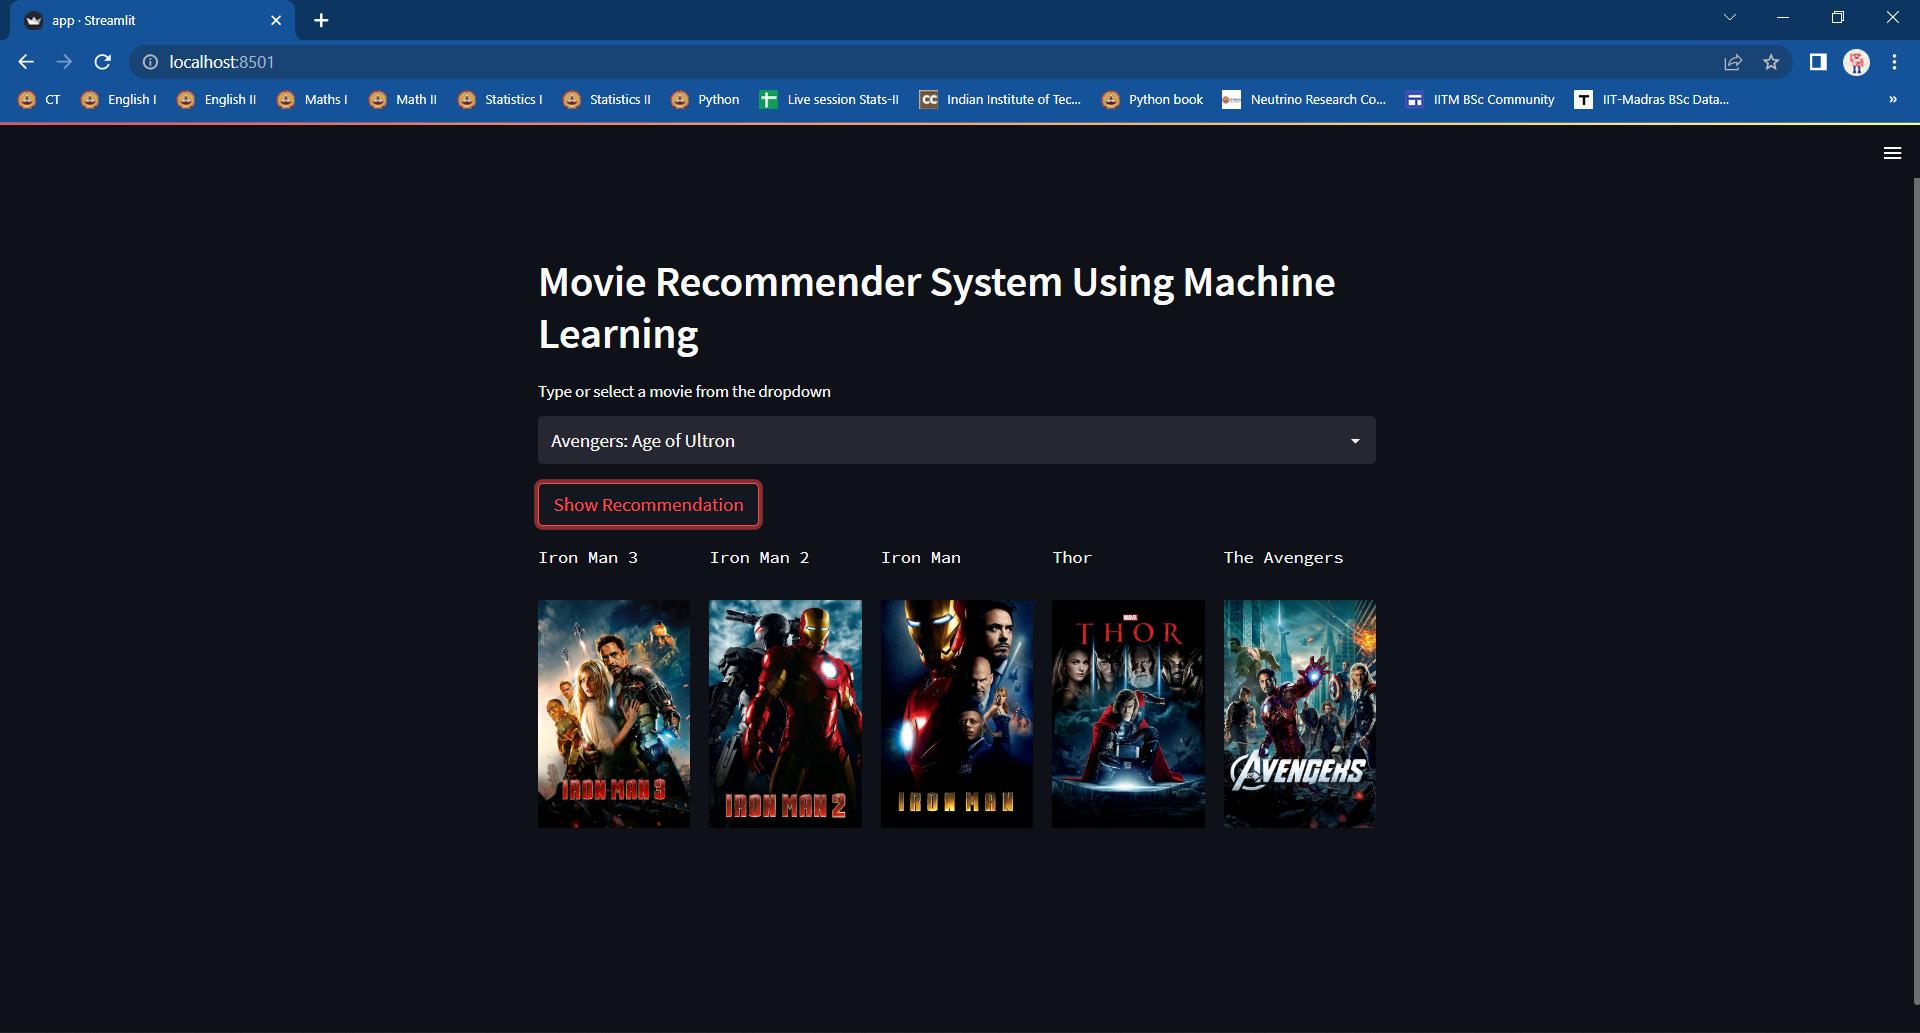 app · Streamlit
localhost:8501
CT English I English II Maths I Math II Statistics I Statistics II Python Live session Stats-II CC Indian Institute of Tec... Python book Neutrino Research Co... IITM BSc Community T IIT-Madras BSc Data... »
Movie Recommender System Using Machine
Learning
Type or select a movie from the dropdown
Avengers: Age of Ultron
Show Recommendation
Iron Man 3 Iron Man 2 Iron Man Thor The Avengers
IRON MAN 3
IRON MAN 2
IRON MAN
MARVEL
THOR
AVENGERS